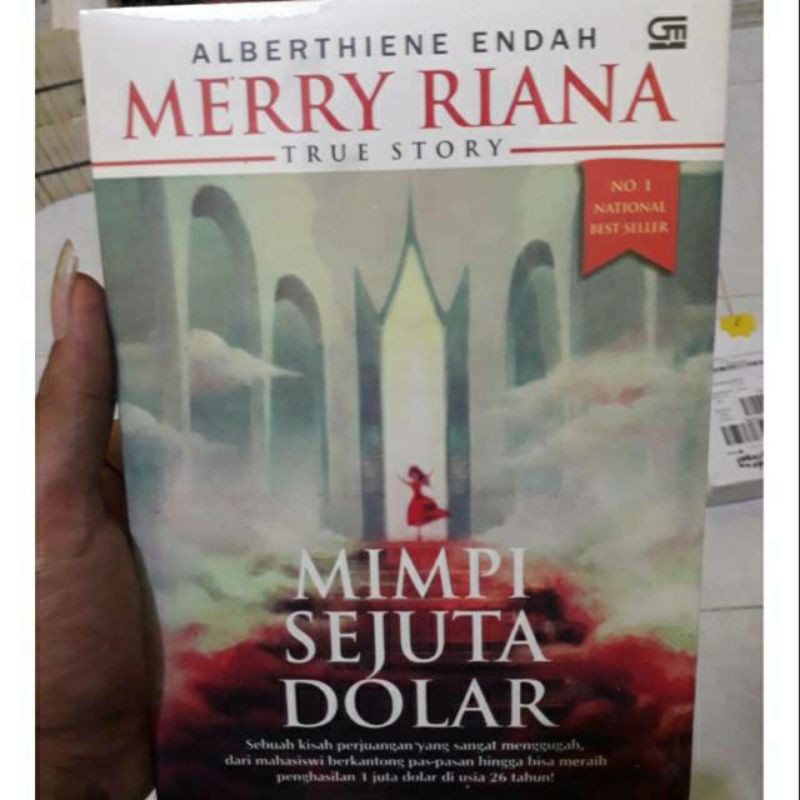 ALBERTHIENE ENDAH
GM
MERRY RIANA
TRUE STORY
NO. 1
NATIONAL
BEST SELLER
MIMPI
SEJUTA
DOLAR
Sebuah kisah perjuangan yang sangat menggugah,
dari mahasiswi berkantong pas-pasan hingga bisa meraih
penghasilan 1 juta dolar di usia 26 tahun!